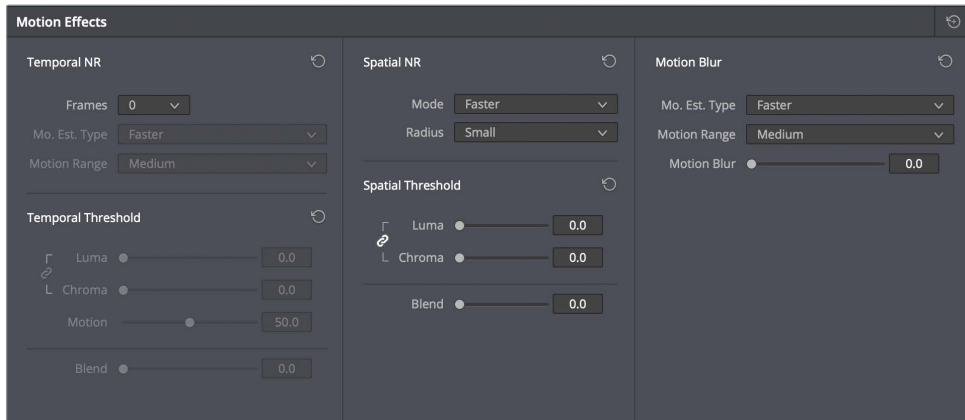 Motion Effects
Temporal NR
Frames 0
Mo. Est. Type Faster
Motion Range Medium
Temporal Threshold
Luma 0.0
Chroma 0.0
Motion 50.0
Blend 0.0
Spatial NR
Mode Faster
Radius Small
Spatial Threshold
Luma 0.0
Chroma 0.0
Blend 0.0
Motion Blur
Mo. Est. Type Faster
Motion Range Medium
Motion Blur 0.0